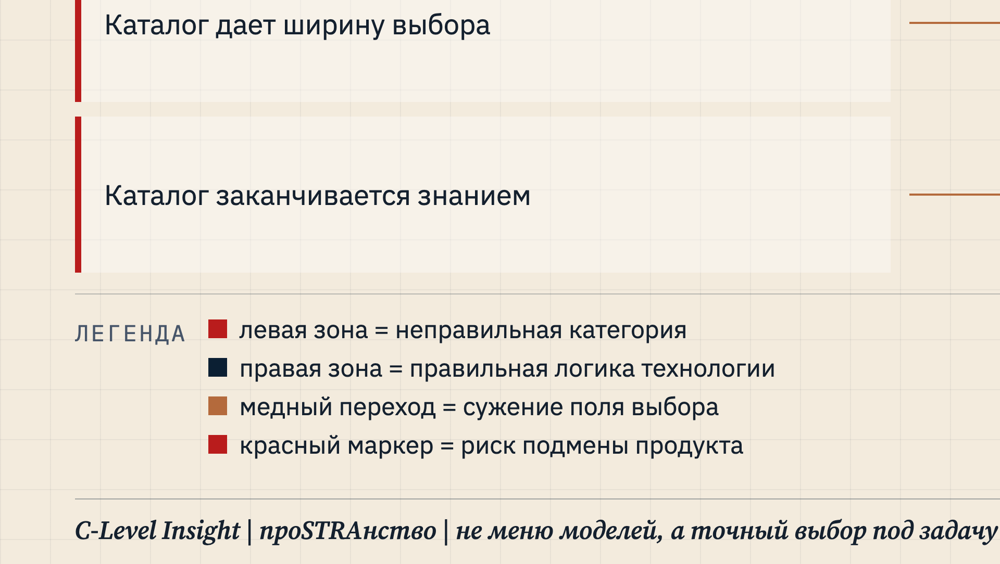 Каталог дает ширину выбора
Каталог заканчивается знанием
ЛЕГЕНДА
левая зона = неправильная категория
правая зона = правильная логика технологии
медный переход = сужение поля выбора
красный маркер = риск подмены продукта
C-Level Insight | проSTRAнство | не меню моделей, а точный выбор под задачу